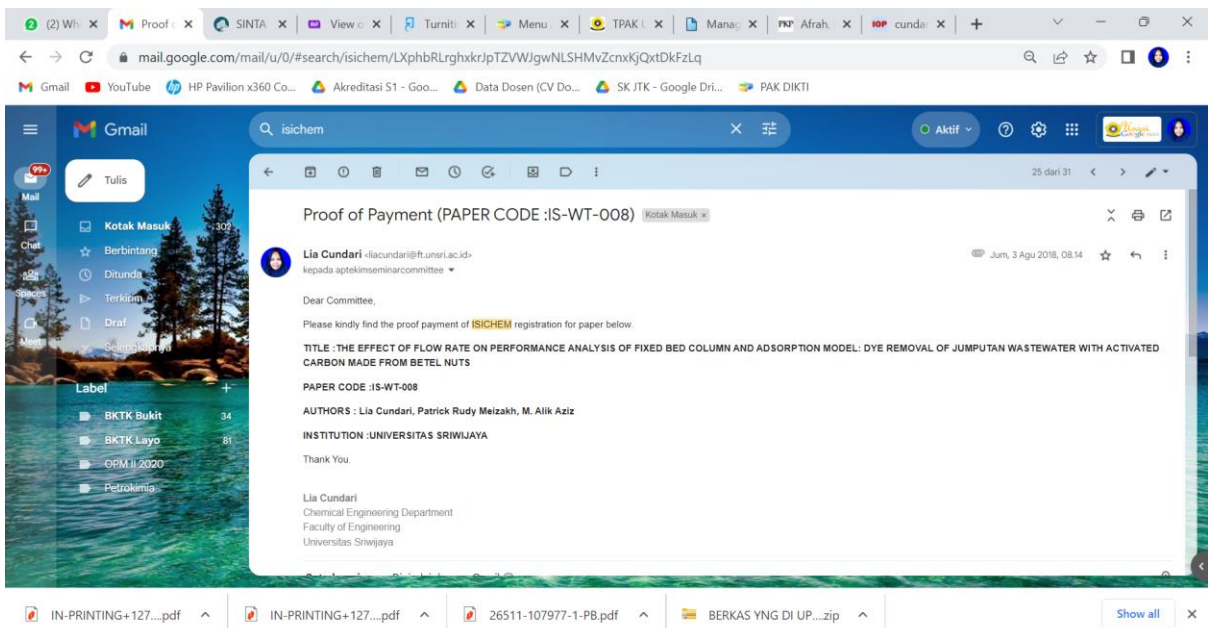 (2) Wh
Proof o
SINTA
View o
Turniti
Menu
TPAK U
Manag
Afrah,
cundar
mail.google.com/mail/u/0/#search/isichem/LXphbRLrghxkrJpTZVWJgwNLSHMvZcnxKjQxtDkFzLq
Gmail
YouTube
HP Pavilion x360 Co...
Akreditasi S1 - Goo...
Data Dosen (CV Do...
SK JTK - Google Dri...
PAK DIKTI
Gmail
isichem
Aktif
99+
Mail
Tulis
25 dari 31
Proof of Payment (PAPER CODE :IS-WT-008) Kotak Masuk x
Kotak Masuk 302
Chat
Berbintang
Lia Cundari <liacundari@ft.unsri.ac.id>
Jum, 3 Agu 2018, 08.14
kepada aptekimseminarcommittee
Ditunda
Spaces
Terkirim
Dear Committee,
Draf
Please kindly find the proof payment of ISICHEM registration for paper below.
Meet
Selengkapnya
TITLE :THE EFFECT OF FLOW RATE ON PERFORMANCE ANALYSIS OF FIXED BED COLUMN AND ADSORPTION MODEL: DYE REMOVAL OF JUMPUTAN WASTEWATER WITH ACTIVATED
CARBON MADE FROM BETEL NUTS
Label +
PAPER CODE :IS-WT-008
BKTK Bukit 34
AUTHORS : Lia Cundari, Patrick Rudy Meizakh, M. Alik Aziz
BKTK Layo 81
INSTITUTION :UNIVERSITAS SRIWIJAYA
OPM II 2020
Thank You.
Petrokimia
Lia Cundari
Chemical Engineering Department
Faculty of Engineering
Universitas Sriwijaya
IN-PRINTING+127....pdf
IN-PRINTING+127....pdf
26511-107977-1-PB.pdf
BERKAS YNG DI UP....zip
Show all